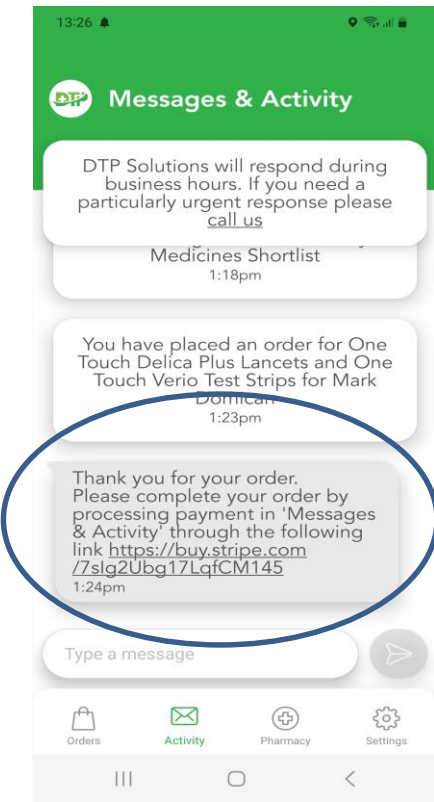 13:26
DTP
Messages & Activity
DTP Solutions will respond during
business hours. If you need a
particularly urgent response please
call us
Medicines Shortlist
1:18pm
You have placed an order for One
Touch Delica Plus Lancets and One
Touch Verio Test Strips for Mark
Domican
1:23pm
Thank you for your order.
Please complete your order by
processing payment in 'Messages
& Activity' through the following
link https://buy.stripe.com
/7sIg2Ubg17LqfCM145
1:24pm
Type a message
Orders
Activity
Pharmacy
Settings